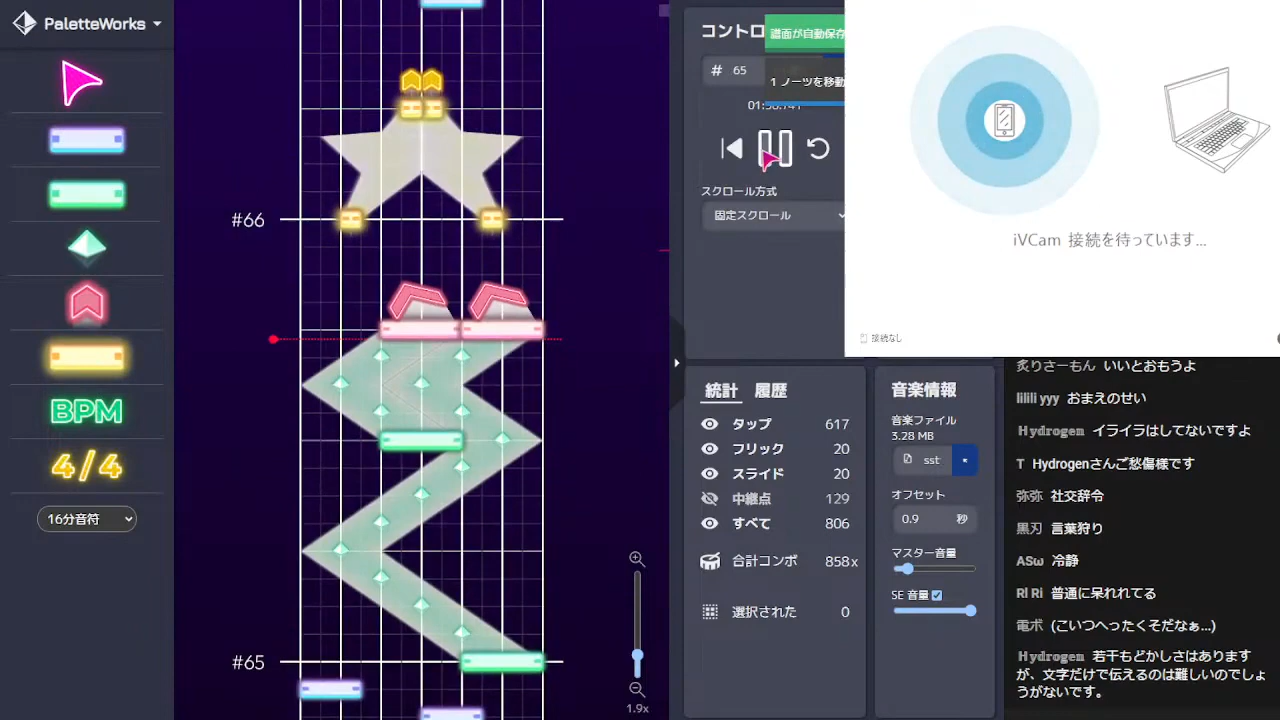 PaletteWorks
BPM
4/4
16分音符
#66
#65
1.9x
コントロ
譜面が自動保存
# 65
1 ノーツを移動
スクロール方式
固定スクロール
iVCam 接続を待っています...
接続なし
統計 履歴
タップ 617
フリック 20
スライド 20
中継点 129
すべて 806
合計コンボ 858x
選択された 0
音楽情報
音楽ファイル
3.28 MB
sst
オフセット
0.9 秒
マスター音量
SE 音量
炙りさーもん いいとおもうよ
liiiii yyy おまえのせい
Hydrogen イライラはしてないですよ
T Hydrogenさんご愁傷様です
弥弥 社交辞令
黒刃 言葉狩り
ASω 冷静
Rl Ri 普通に呆れれてる
電ボ (こいつへったくそだなぁ...)
Hydrogen 若干もどかしさはあります
が、文字だけで伝えるのは難しいのでしょ
うがないです。